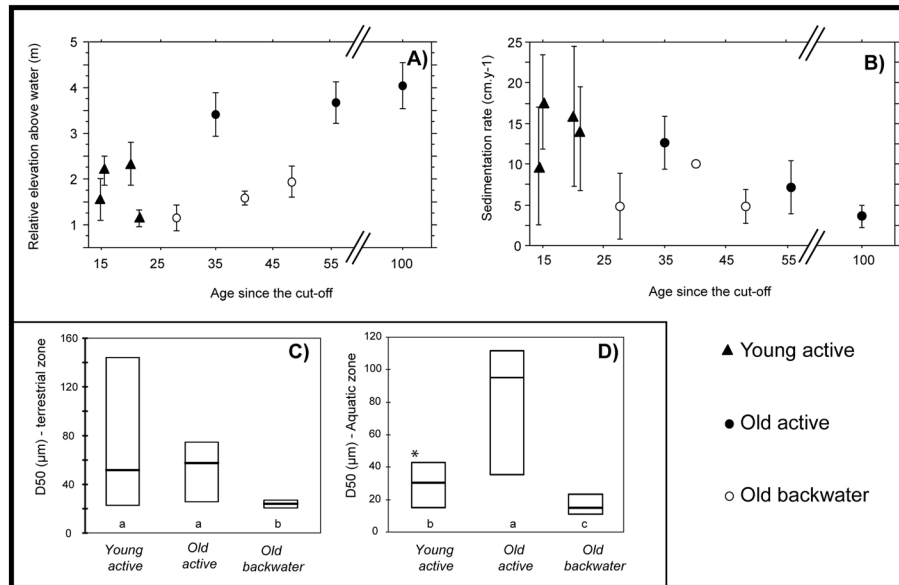 A)
5
4
3
2
1
Relative elevation above water (m)
15 25 35 45 55 100
Age since the cut-off
B)
25
20
15
10
5
0
Sedimentation rate (cm.y-1)
15 25 35 45 55 100
Age since the cut-off
C)
160
120
80
60
40
20
0
D50 (µm) - terrestrial zone
a a b
Young active
Old active
Old backwater
D)
120
100
80
60
40
20
0
D50 (µm) - Aquatic zone
*
b a c
Young active
Old active
Old backwater
Young active
Old active
Old backwater